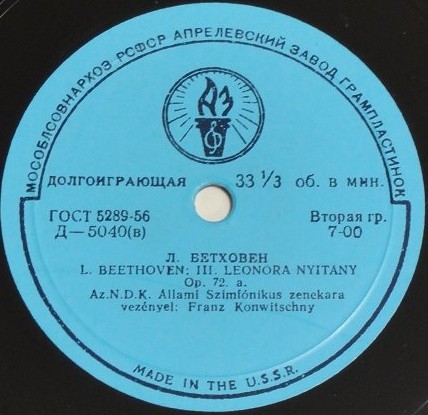 МОСОБЛСОВНАРХОЗ РСФСР АПРЕЛЕВСКИЙ ЗАВОД ГРАМПЛАСТИНОК
АЗ
ДОЛГОИГРАЮЩАЯ 33 1/3 об. в мин.
ГОСТ 5289-56 Вторая гр.
Д—5040(в) 7-00
Л. БЕТХОВЕН
L. BEETHOVEN: III. LEONORA NYITANY
Op. 72. a.
Az.N.D.K. Állami Szimfónikus zenekara
vezényel: Franz Konwitschny
MADE IN THE U.S.S.R.